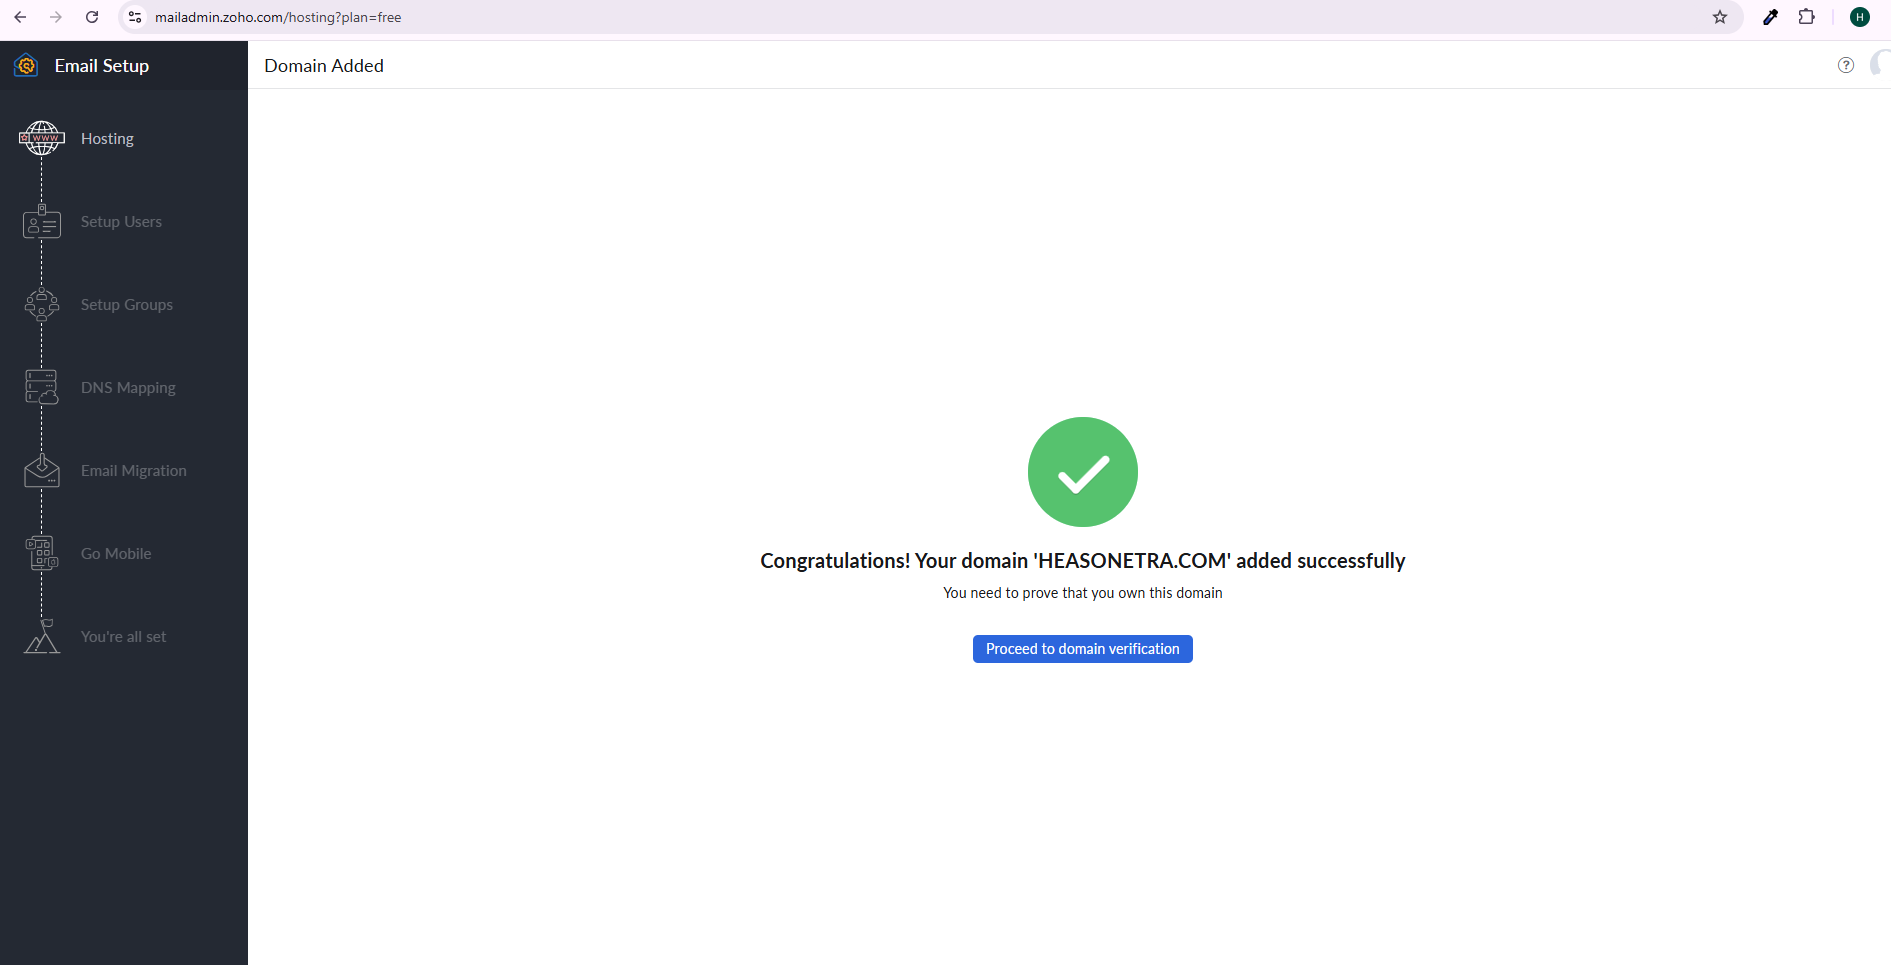 mailadmin.zoho.com/hosting?plan=free
H
Email Setup
Domain Added
?
WWW
Hosting
Setup Users
Setup Groups
DNS Mapping
Email Migration
Go Mobile
You're all set
Congratulations! Your domain 'HEASONETRA.COM' added successfully
You need to prove that you own this domain
Proceed to domain verification